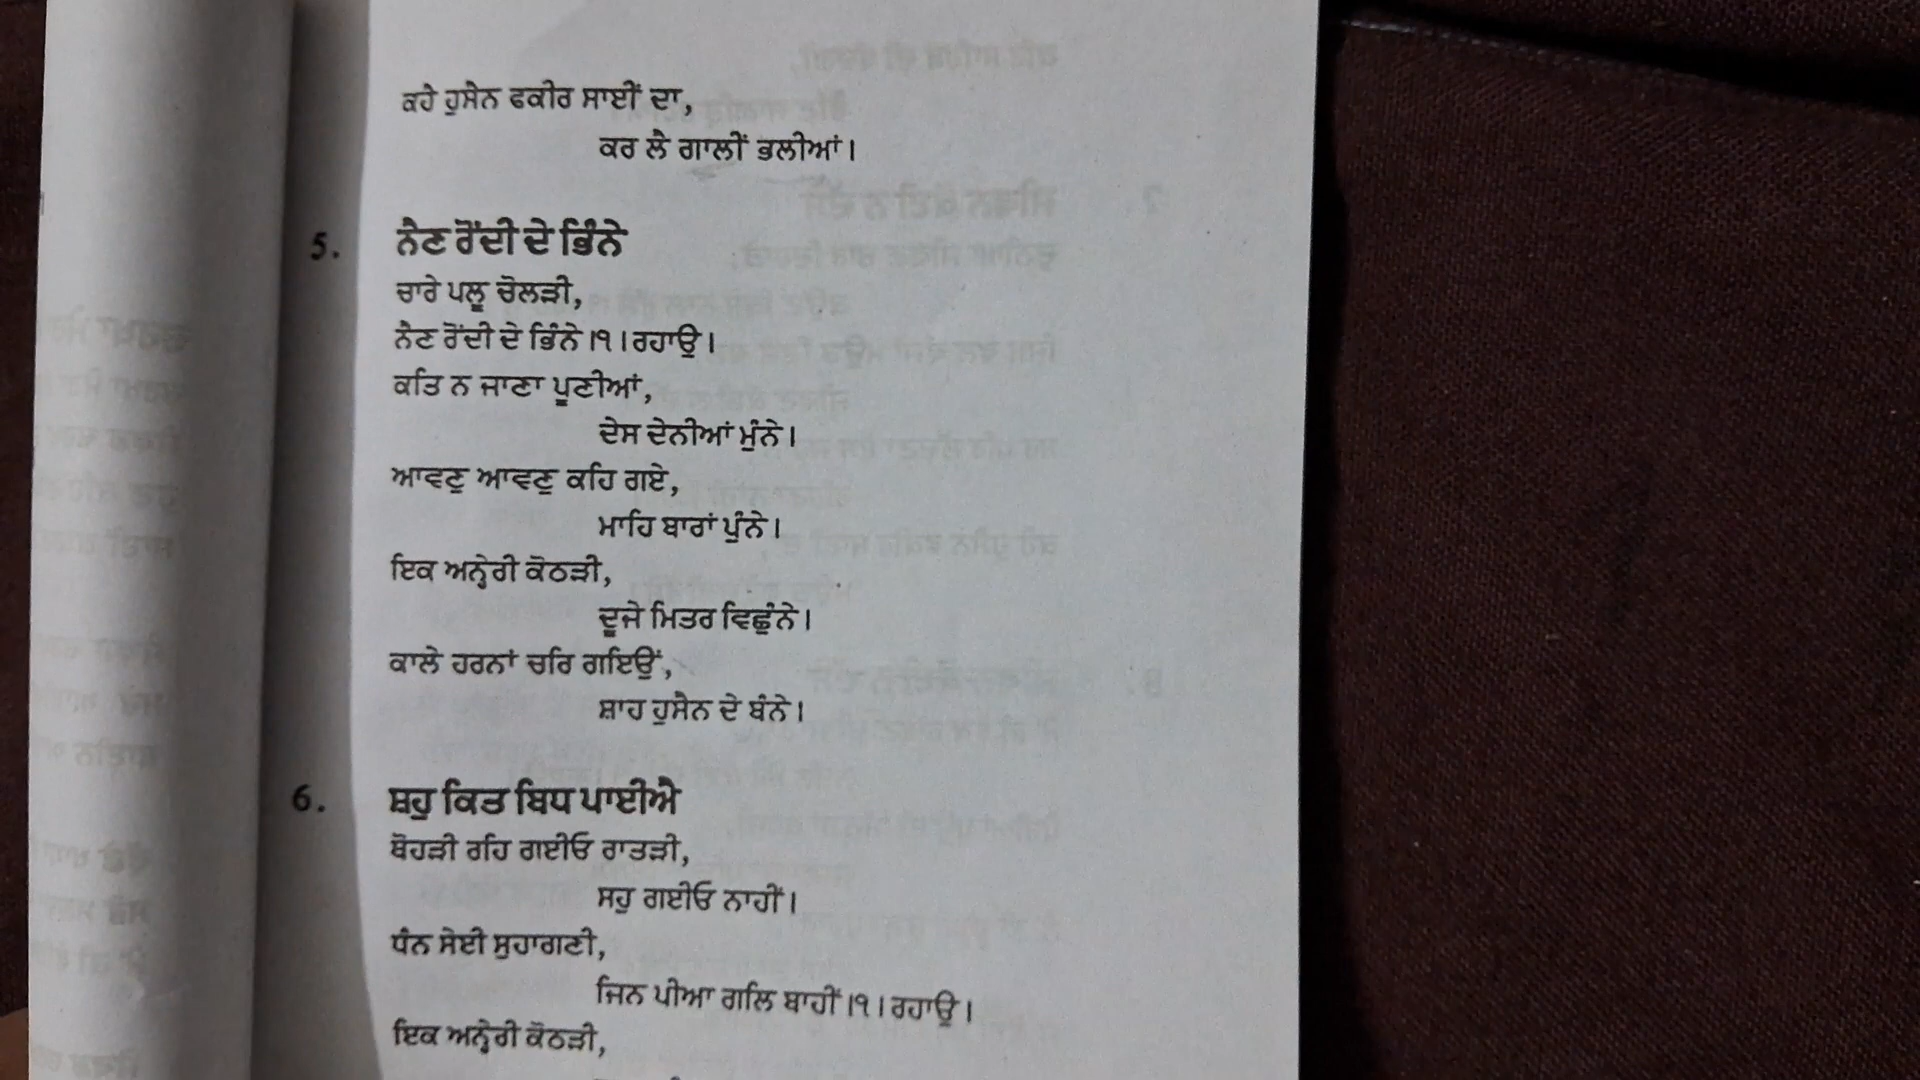 ਕਹੇ ਹੁਸੇਨ ਫਕੀਰ ਸਾਈਂ ਦਾ,
ਕਰ ਲੈ ਗਾਲੀਂ ਭਲੀਆਂ।
5. ਨੈਣ ਰੋਂਦੀ ਦੇ ਭਿੰਨੇ
ਚਾਰੇ ਪਲੂ ਚੋਲੜੀ,
ਨੈਣ ਰੋਂਦੀ ਦੇ ਭਿੰਨੇ।੧।ਰਹਾਉ।
ਕਤਿ ਨ ਜਾਣਾ ਪੂਣੀਆਂ,
ਦੇਸ ਦੇਨੀਆਂ ਮੁੰਨੇ।
ਆਵਣੁ ਆਵਣੁ ਕਹਿ ਗਏ,
ਮਾਹਿ ਬਾਰਾਂ ਪੁੰਨੇ।
ਇਕ ਅਨ੍ਹੇਰੀ ਕੋਠੜੀ,
ਦੂਜੇ ਮਿਤਰ ਵਿਛੁੰਨੇ।
ਕਾਲੇ ਹਰਨਾਂ ਚਰਿ ਗਇਉਂ,
ਸ਼ਾਹ ਹੁਸੈਨ ਦੇ ਬੰਨੇ।
6. ਸ਼ਹੁ ਕਿਤ ਬਿਧ ਪਾਈਐ
ਥੋਹੜੀ ਰਹਿ ਗਈਓ ਰਾਤੜੀ,
ਸਹੁ ਗਈਓ ਨਾਹੀਂ।
ਧੰਨ ਸੇਈ ਸੁਹਾਗਣੀ,
ਜਿਨ ਪੀਆ ਗਲਿ ਬਾਹੀਂ।੧।ਰਹਾਉ।
ਇਕ ਅਨ੍ਹੇਰੀ ਕੋਠੜੀ,